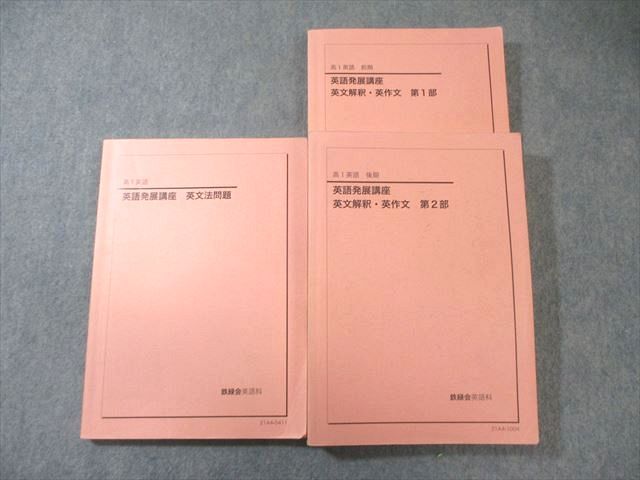 高1英語 前期
英語発展講座
英文解釈・英作文 第1部
高1英語
英語発展講座 英文法問題
鉄緑会英語科
21A4-5411
高1英語 後期
英語発展講座
英文解釈・英作文 第2部
鉄緑会英語科